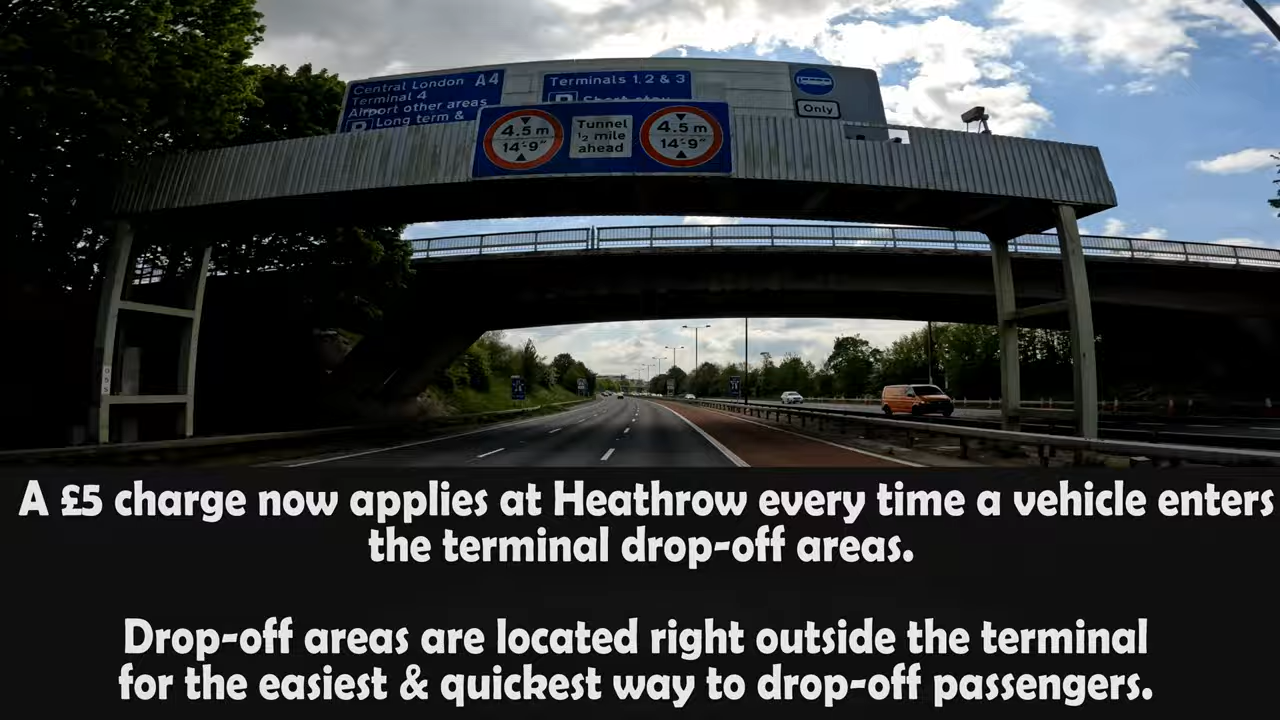 Central London A4
Terminal 4
Airport other areas
P Long term &
Terminals 1, 2 & 3
P Short stay
Only
4.5 m
14'-9"
Tunnel
½ mile
ahead
4.5 m
14'-9"
055
A £5 charge now applies at Heathrow every time a vehicle enters
the terminal drop-off areas.
Drop-off areas are located right outside the terminal
for the easiest & quickest way to drop-off passengers.